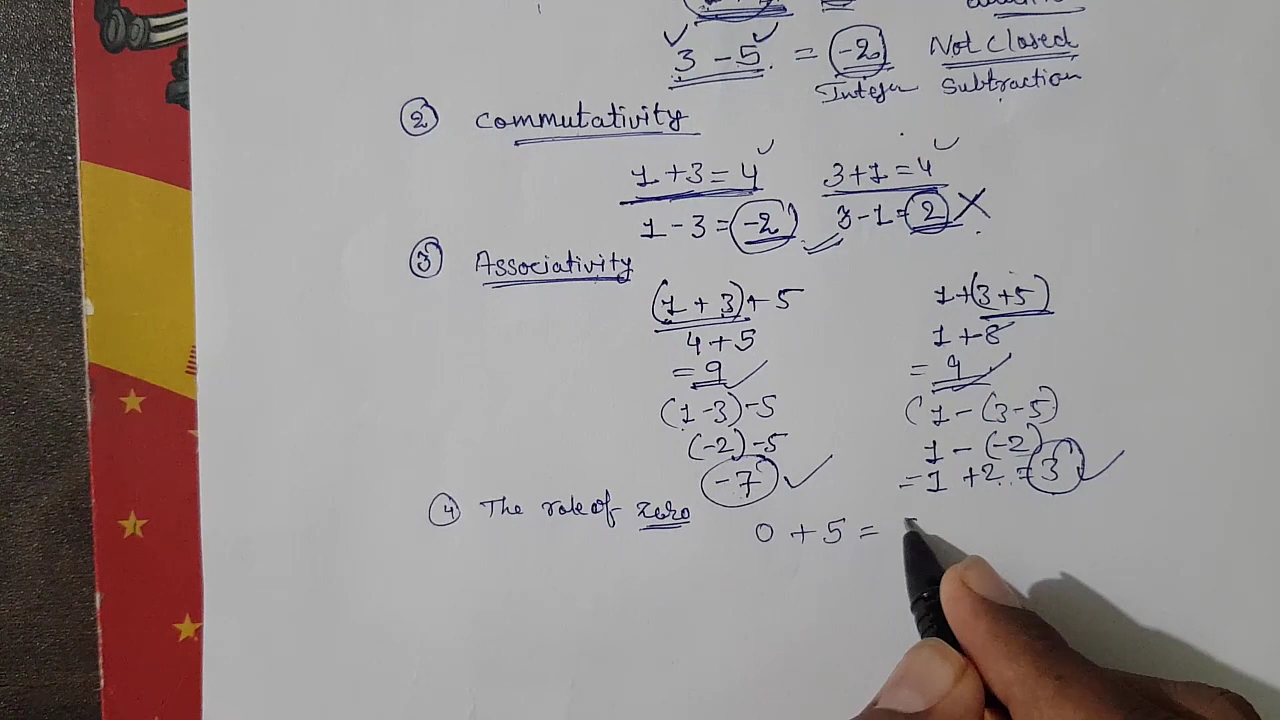 3 - 5 = -2 Not closed
Integer Subtraction
② Commutativity
1 + 3 = 4 3 + 1 = 4
1 - 3 = -2 3 - 1 = 2
③ Associativity
(1 + 3) + 5 1 + (3 + 5)
4 + 5 1 + 8
= 9 = 9
(1 - 3) - 5 (1 - (3 - 5)
(-2) - 5 1 - (-2)
-7 = 1 + 2 = 3
④ The role of zero
0 + 5 =